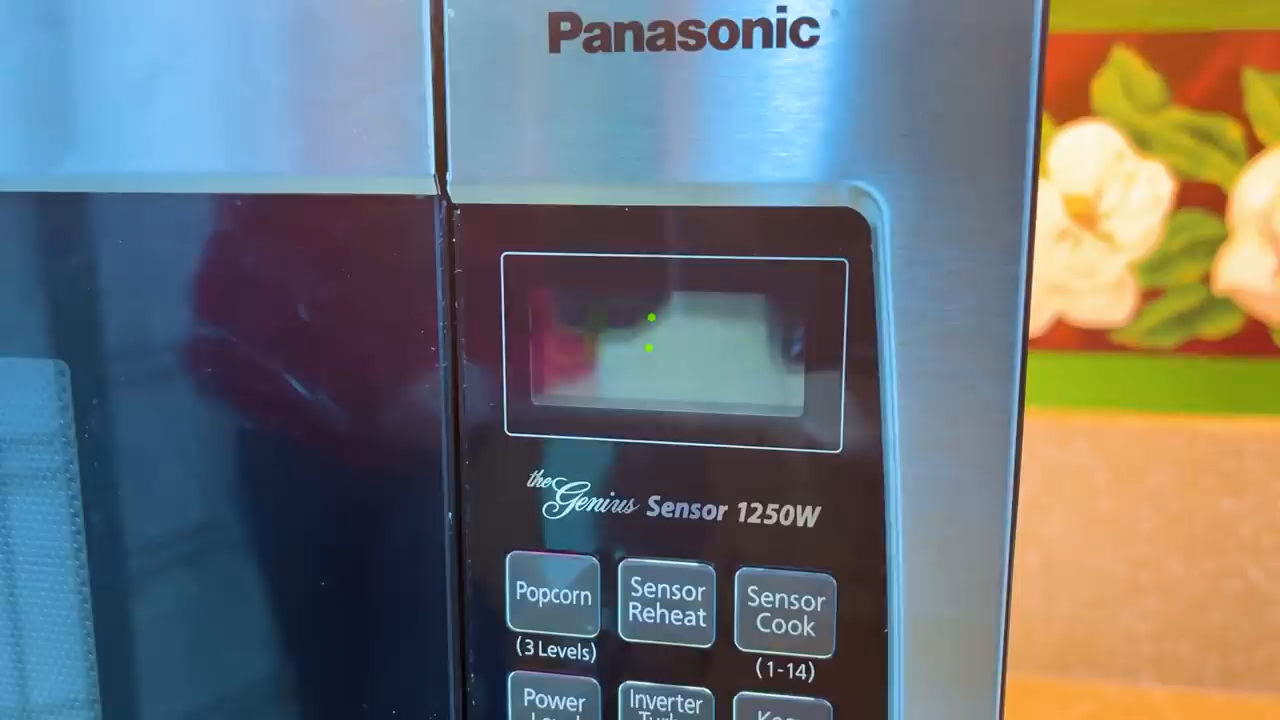 Panasonic
:
the Genius Sensor 1250W
Popcorn
(3 Levels)
Sensor
Reheat
Sensor
Cook
(1-14)
Power
Inverter